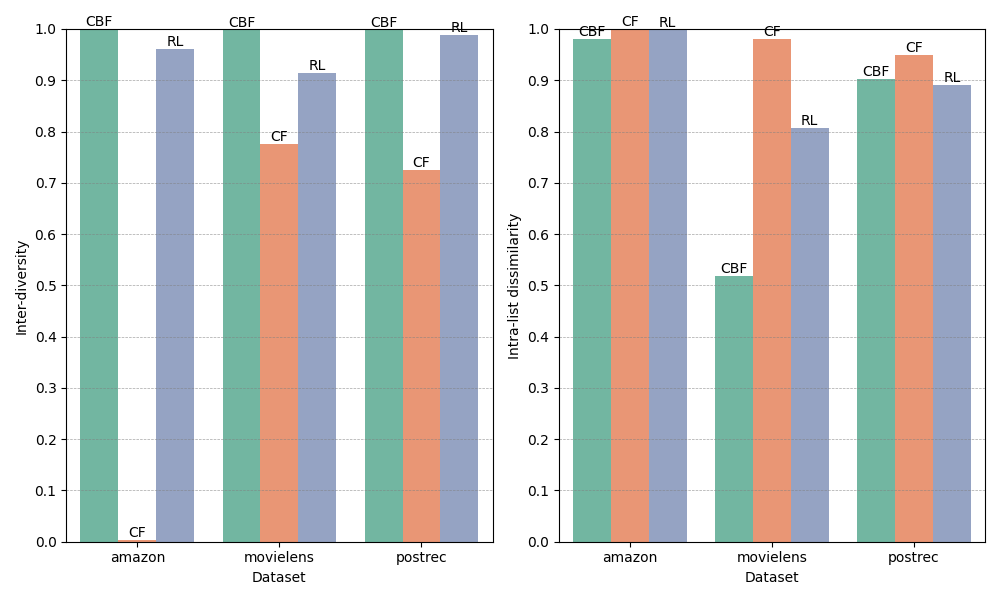 Inter-diversity
1.0
0.9
0.8
0.7
0.6
0.5
0.4
0.3
0.2
0.1
0.0
CBF
CF
RL
CBF
CF
RL
CBF
CF
RL
amazon
movielens
postrec
Dataset
Intra-list dissimilarity
1.0
0.9
0.8
0.7
0.6
0.5
0.4
0.3
0.2
0.1
0.0
CBF
CF
RL
CBF
CF
RL
CBF
CF
RL
amazon
movielens
postrec
Dataset